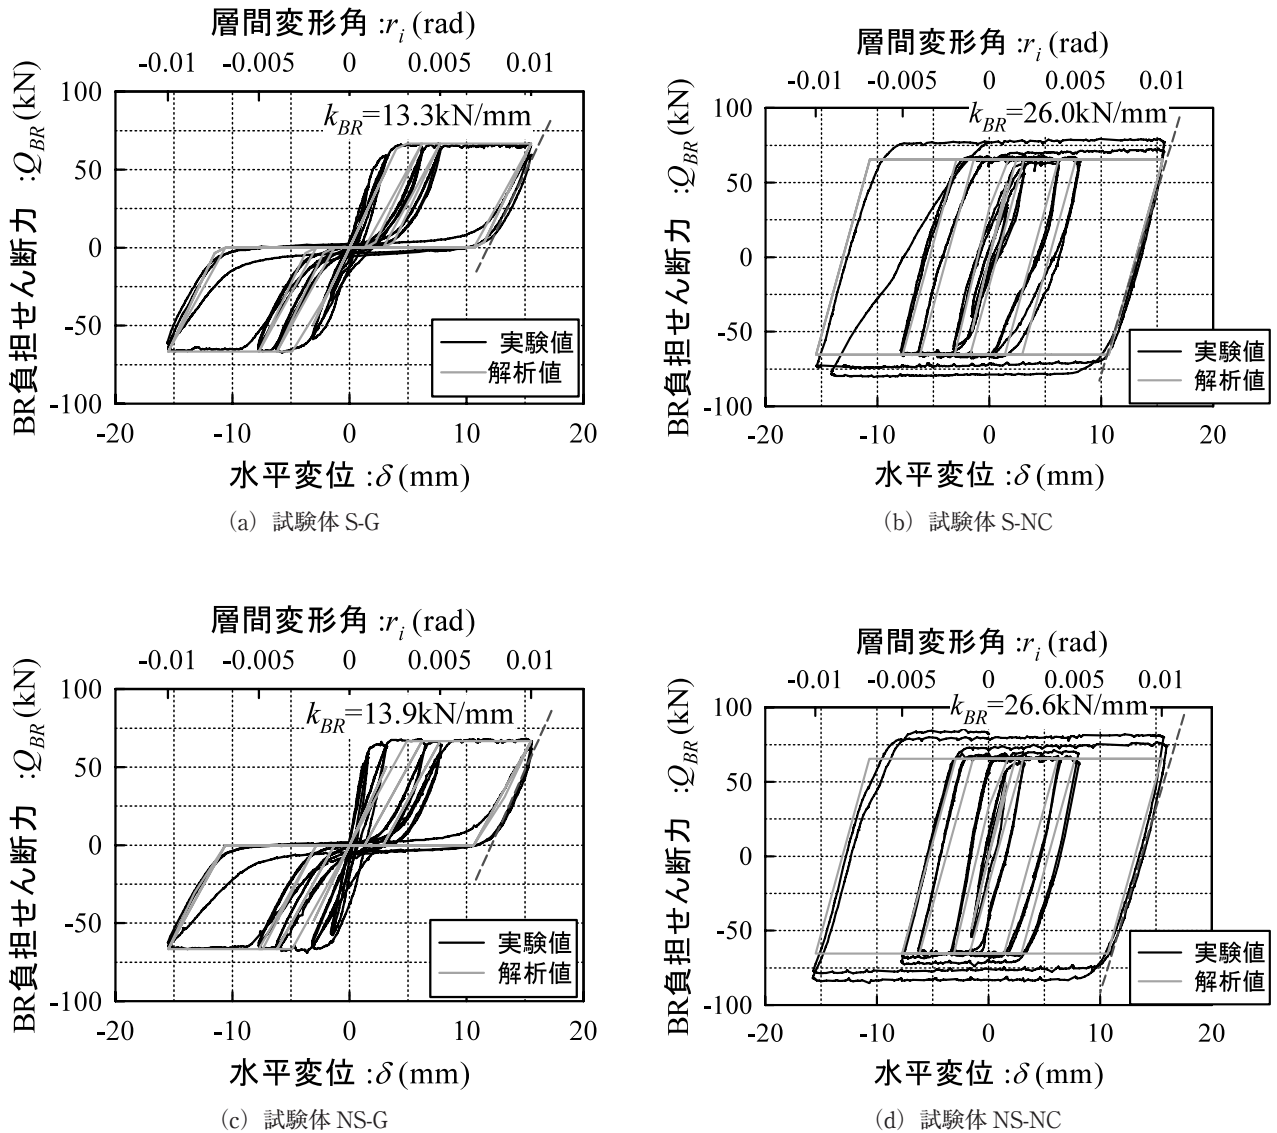 層間変形角 :ri (rad)
-0.01 -0.005 0 0.005 0.01
kBR=13.3kN/mm
BR負担せん断力 :QBR (kN)
100
50
0
-50
-100
実験値
解析値
-20 -10 0 10 20
水平変位 :δ (mm)
(a) 試験体 S-G
層間変形角 :ri (rad)
-0.01 -0.005 0 0.005 0.01
kBR=26.0kN/mm
BR負担せん断力 :QBR (kN)
100
50
0
-50
-100
実験値
解析値
-20 -10 0 10 20
水平変位 :δ (mm)
(b) 試験体 S-NC
層間変形角 :ri (rad)
-0.01 -0.005 0 0.005 0.01
kBR=13.9kN/mm
BR負担せん断力 :QBR (kN)
100
50
0
-50
-100
実験値
解析値
-20 -10 0 10 20
水平変位 :δ (mm)
(c) 試験体 NS-G
層間変形角 :ri (rad)
-0.01 -0.005 0 0.005 0.01
kBR=26.6kN/mm
BR負担せん断力 :QBR (kN)
100
50
0
-50
-100
実験値
解析値
-20 -10 0 10 20
水平変位 :δ (mm)
(d) 試験体 NS-NC